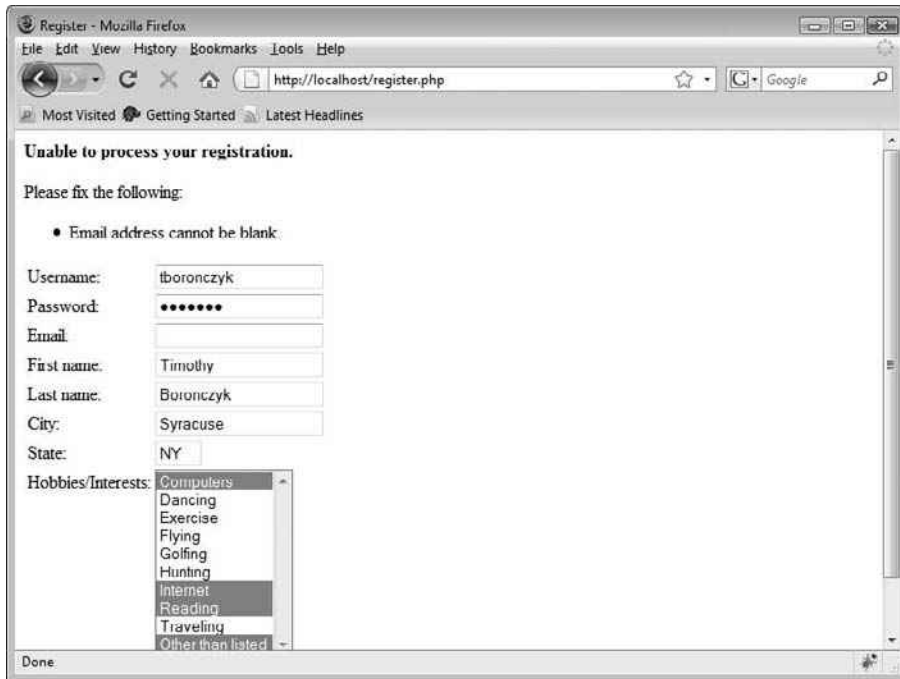 Register - Mozilla Firefox
File Edit View History Bookmarks Tools Help
http://localhost/register.php
G Google
Most Visited Getting Started Latest Headlines
Unable to process your registration.
Please fix the following:
• Email address cannot be blank
Username: tboronczyk
Password: •••••••
Email:
First name: Timothy
Last name: Boronczyk
City: Syracuse
State: NY
Hobbies/Interests: Computers
Dancing
Exercise
Flying
Golfing
Hunting
Internet
Reading
Traveling
Other than listed
Done